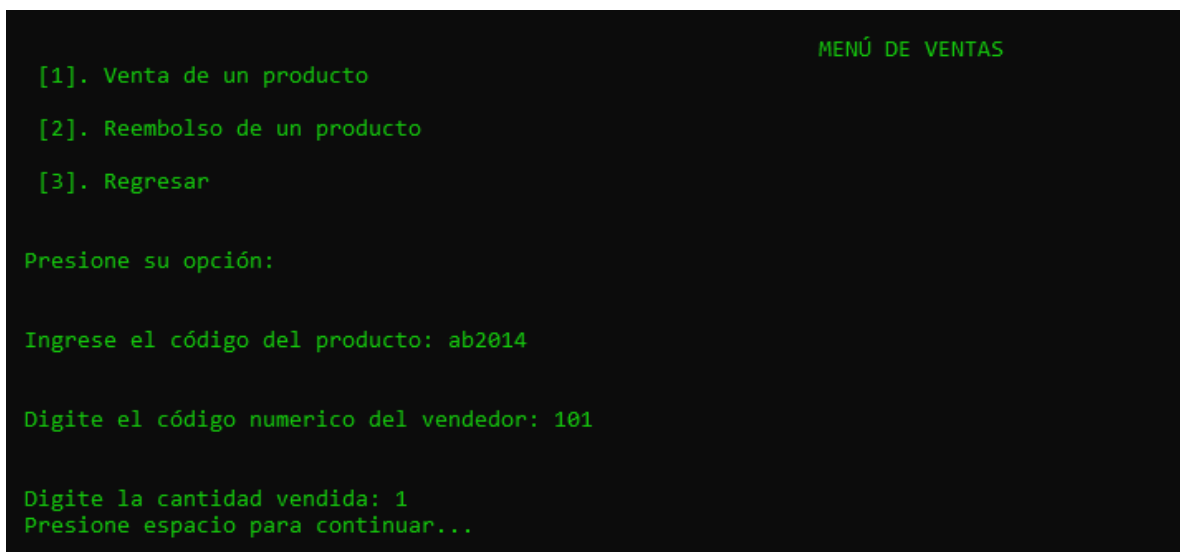 MENÚ DE VENTAS
[1]. Venta de un producto
[2]. Reembolso de un producto
[3]. Regresar
Presione su opción:
Ingrese el código del producto: ab2014
Digite el código numerico del vendedor: 101
Digite la cantidad vendida: 1
Presione espacio para continuar...